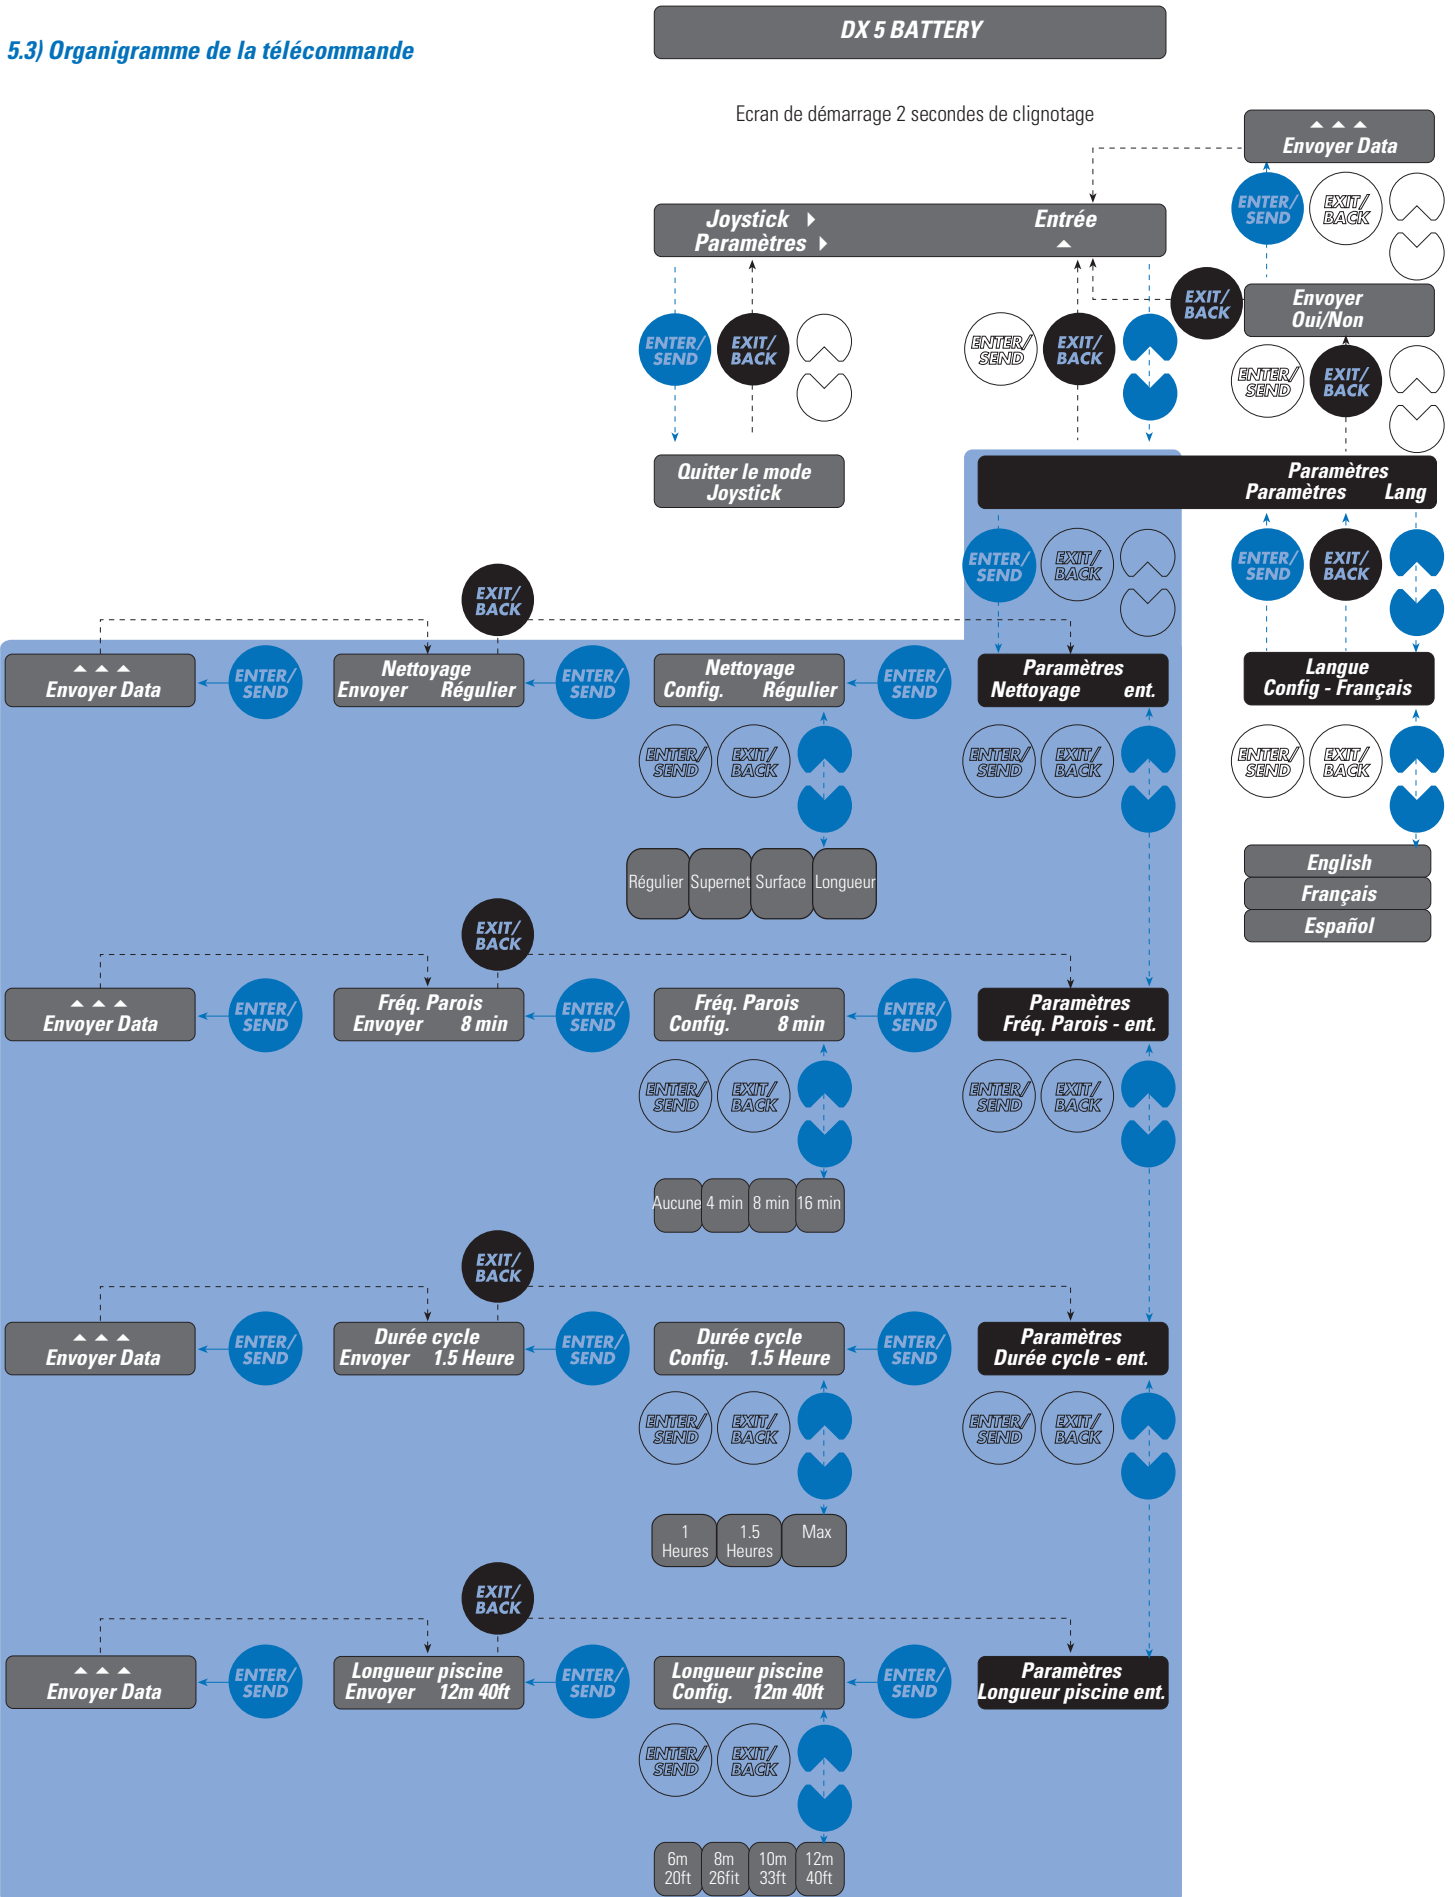 DX 5 BATTERY
5.3) Organigramme de la télécommande
Ecran de démarrage 2 secondes de clignotage
Envoyer Data
ENTER/
SEND
EXIT/
BACK
Joystick
Entrée
Paramètres
EXIT/
BACK
Envoyer
Oui/Non
ENTER/
SEND
EXIT/
BACK
ENTER/
SEND
EXIT/
BACK
ENTER/
SEND
EXIT/
BACK
Quitter le mode
Joystick
Paramètres
Paramètres Lang
ENTER/
SEND
EXIT/
BACK
ENTER/
SEND
EXIT/
BACK
EXIT/
BACK
Envoyer Data
ENTER/
SEND
Nettoyage
Envoyer Régulier
ENTER/
SEND
Nettoyage
Config. Régulier
ENTER/
SEND
Paramètres
Nettoyage ent.
Langue
Config - Français
ENTER/
SEND
EXIT/
BACK
ENTER/
SEND
EXIT/
BACK
ENTER/
SEND
EXIT/
BACK
Régulier Supernet Surface Longueur
English
Français
Español
EXIT/
BACK
Envoyer Data
ENTER/
SEND
Fréq. Parois
Envoyer 8 min
ENTER/
SEND
Fréq. Parois
Config. 8 min
ENTER/
SEND
Paramètres
Fréq. Parois - ent.
ENTER/
SEND
EXIT/
BACK
ENTER/
SEND
EXIT/
BACK
Aucune 4 min 8 min 16 min
EXIT/
BACK
Envoyer Data
ENTER/
SEND
Durée cycle
Envoyer 1.5 Heure
ENTER/
SEND
Durée cycle
Config. 1.5 Heure
ENTER/
SEND
Paramètres
Durée cycle - ent.
ENTER/
SEND
EXIT/
BACK
ENTER/
SEND
EXIT/
BACK
1
Heures
1.5
Heures
Max
EXIT/
BACK
Envoyer Data
ENTER/
SEND
Longueur piscine
Envoyer 12m 40ft
ENTER/
SEND
Longueur piscine
Config. 12m 40ft
ENTER/
SEND
Paramètres
Longueur piscine ent.
ENTER/
SEND
EXIT/
BACK
6m
20ft
8m
26fit
10m
33ft
12m
40ft